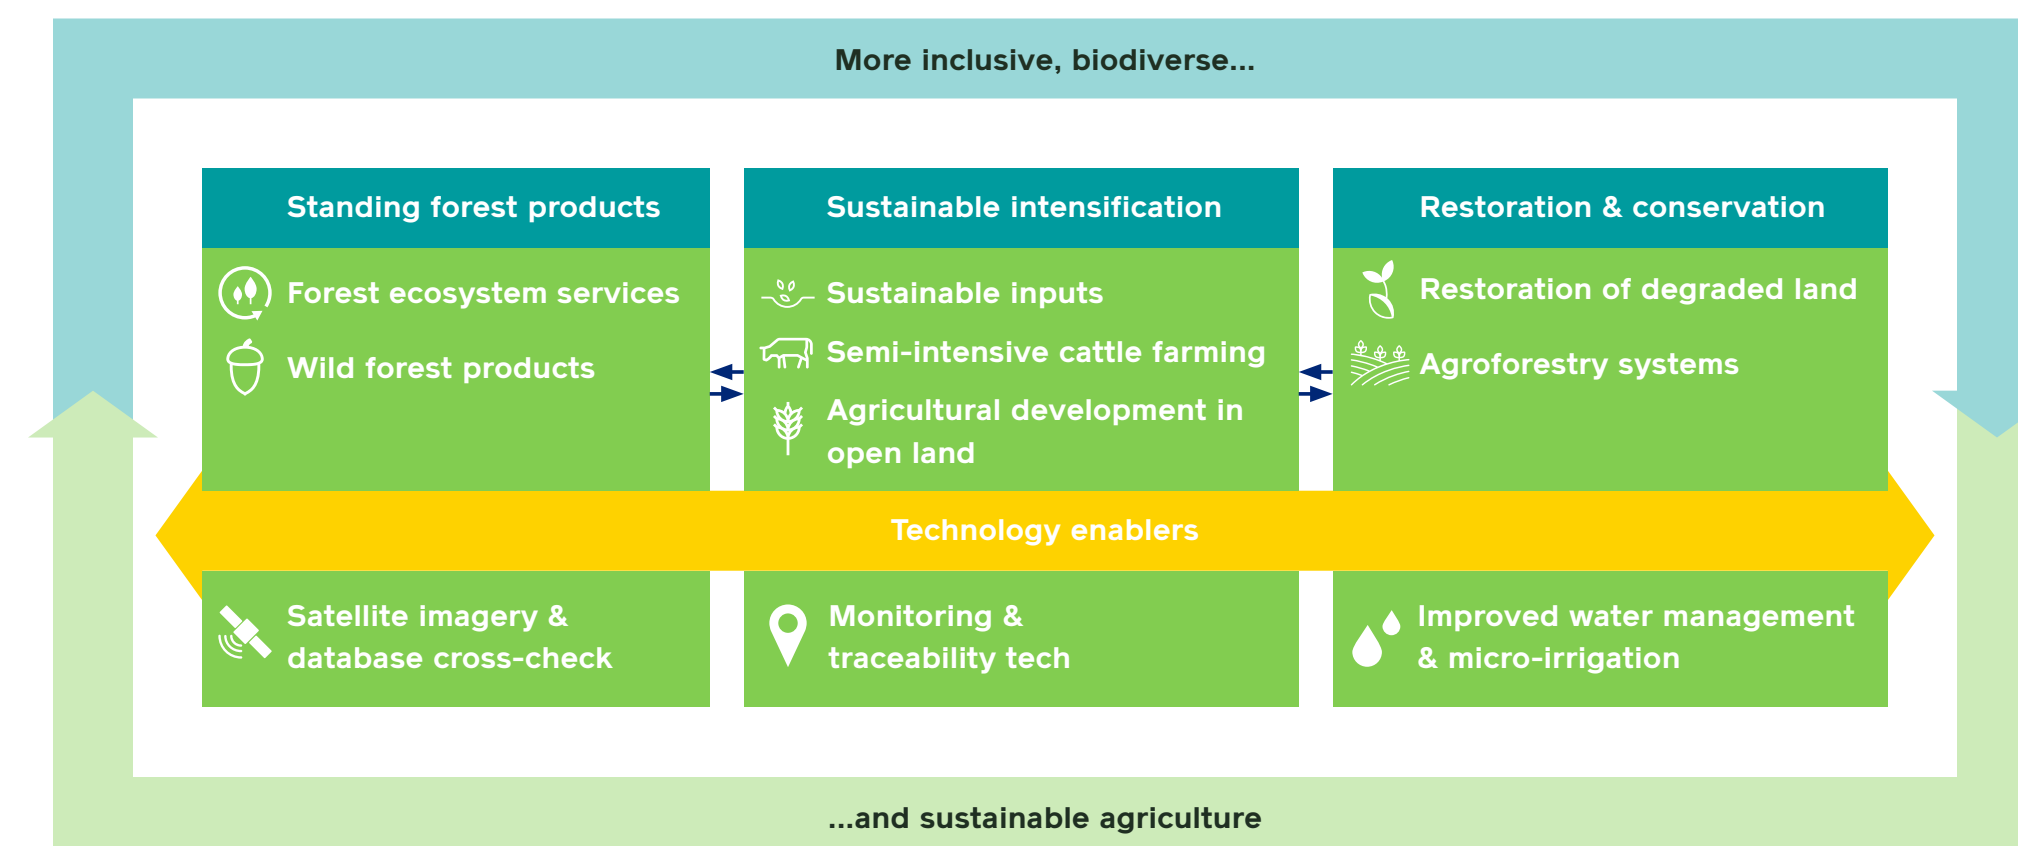 More inclusive, biodiverse...
Standing forest products
Forest ecosystem services
Wild forest products
Sustainable intensification
Sustainable inputs
Semi-intensive cattle farming
Agricultural development in
open land
Restoration & conservation
Restoration of degraded land
Agroforestry systems
Technology enablers
Satellite imagery &
database cross-check
Monitoring &
traceability tech
Improved water management
& micro-irrigation
...and sustainable agriculture